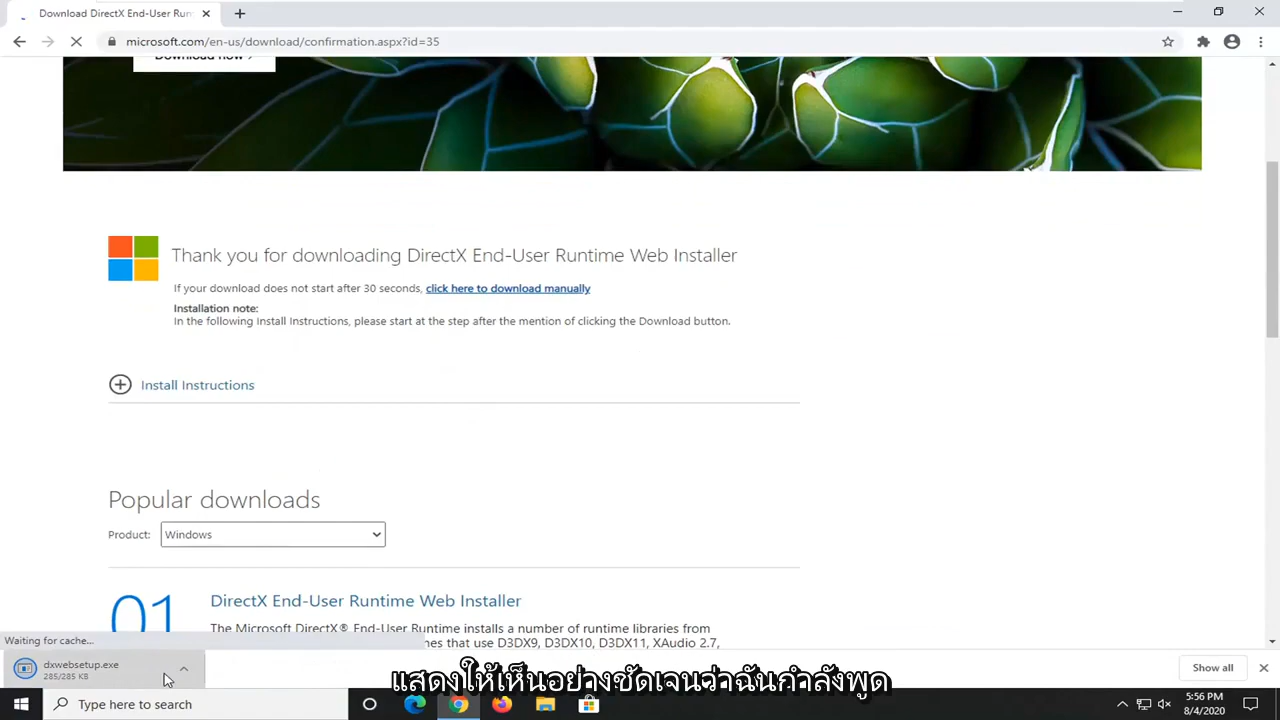 Download DirectX End-User Run
microsoft.com/en-us/download/confirmation.aspx?id=35
Download now
Thank you for downloading DirectX End-User Runtime Web Installer
If your download does not start after 30 seconds, click here to download manually
Installation note:
In the following Install Instructions, please start at the step after the mention of clicking the Download button.
Install Instructions
Popular downloads
Product: Windows
01 DirectX End-User Runtime Web Installer
The Microsoft DirectX® End-User Runtime installs a number of runtime libraries from
nes that use D3DX9, D3DX10, D3DX11, XAudio 2.7,
Waiting for cache...
dxwebsetup.exe
285/285 KB
Show all
แสดงให้เห็นอย่างชัดเจนว่าฉันกำลังพูด
Type here to search
5:56 PM
8/4/2020